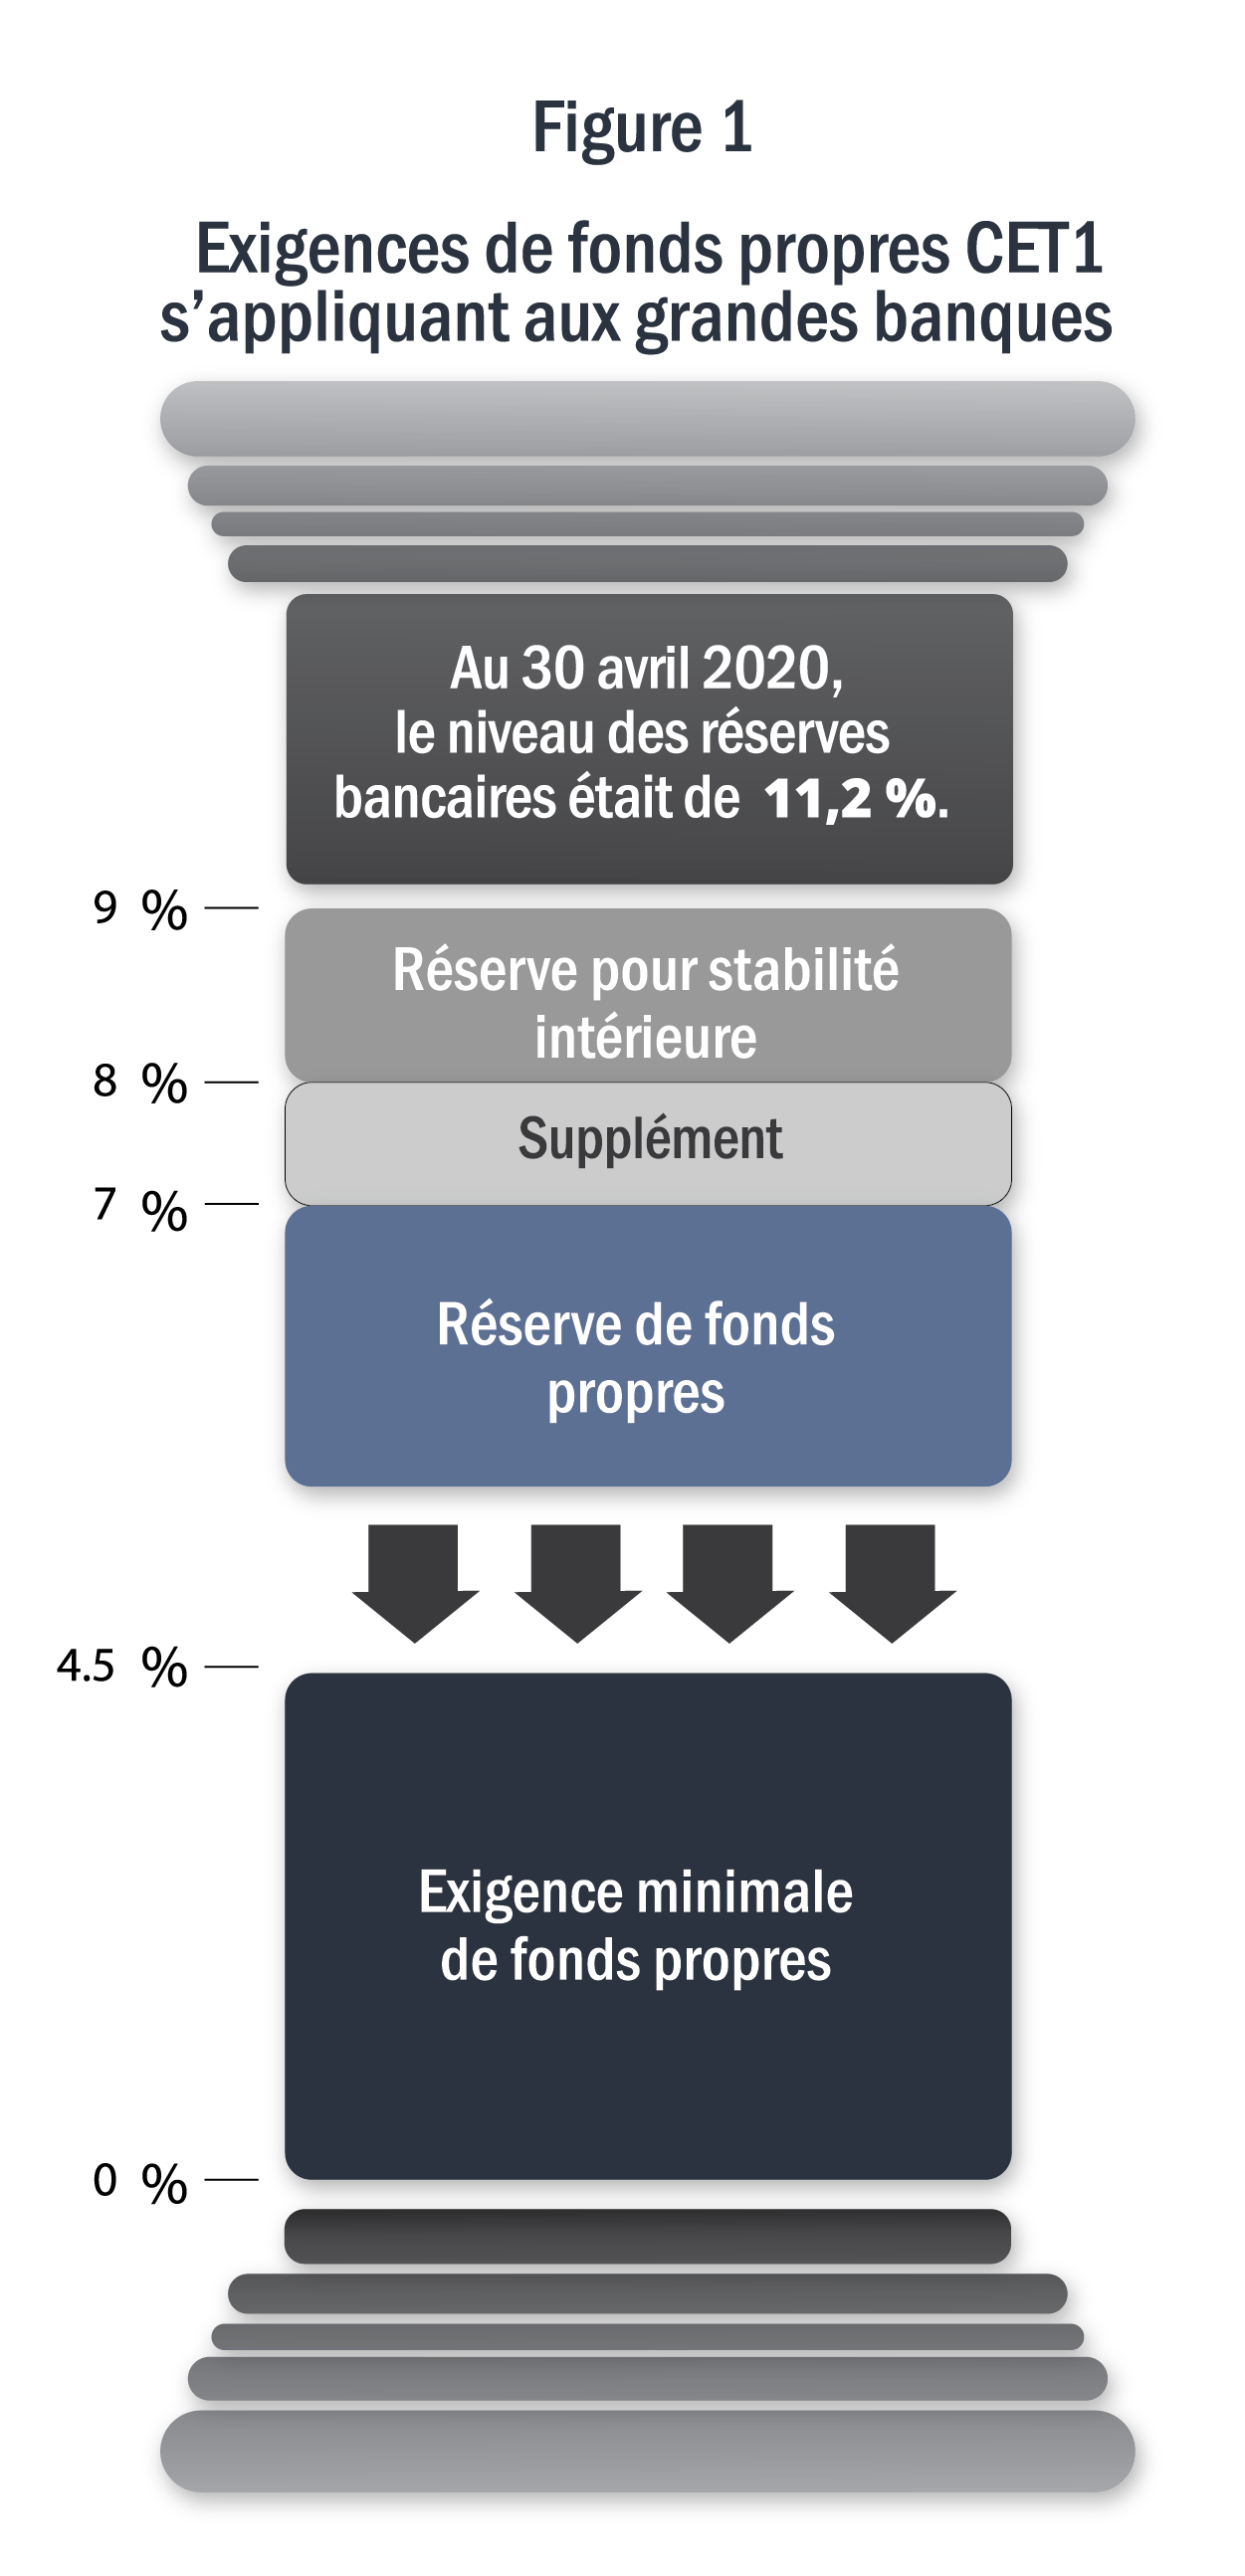 Figure 1
Exigences de fonds propres CET1
s’appliquant aux grandes banques
Au 30 avril 2020,
le niveau des réserves
bancaires était de 11,2 %.
9 %
Réserve pour stabilité
intérieure
8 %
Supplément
7 %
Réserve de fonds
propres
4.5 %
Exigence minimale
de fonds propres
0 %